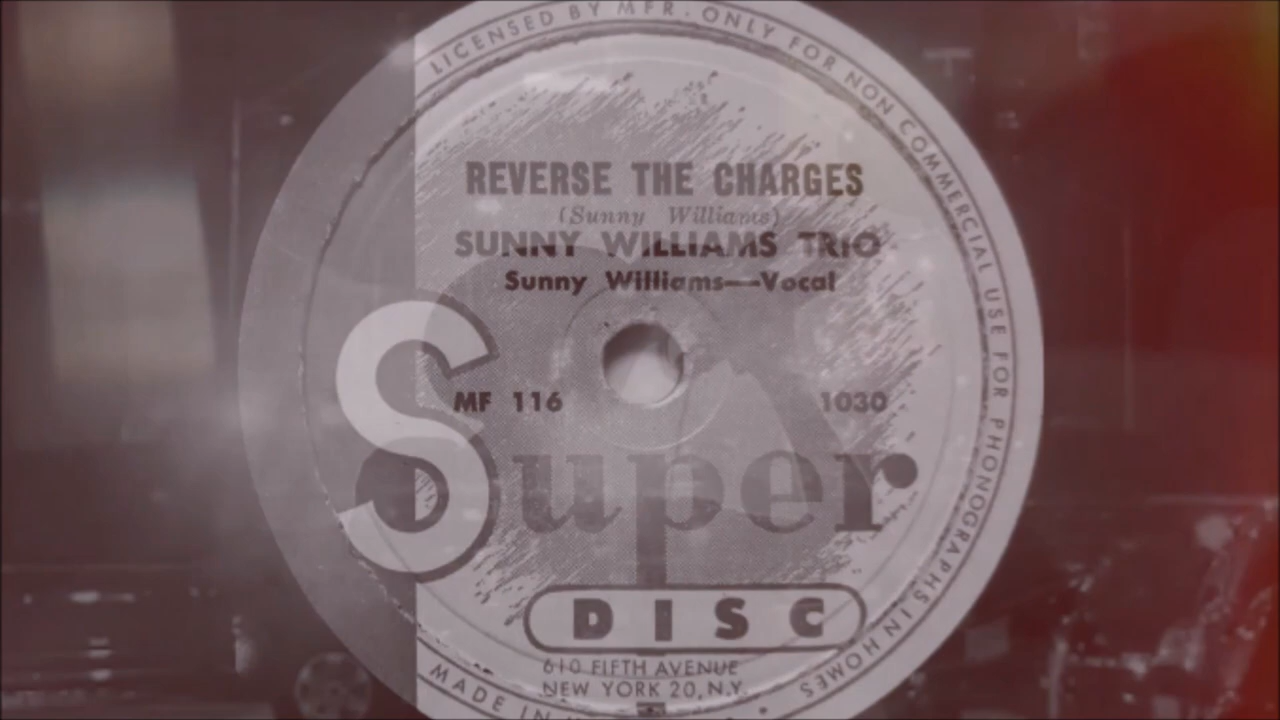 LICENSED BY MFR. ONLY FOR NON COMMERCIAL USE FOR PHONOGRAPHS IN HOMES
REVERSE THE CHARGES
(Sunny Williams)
SUNNY WILLIAMS TRIO
Sunny Williams—Vocal
MF 116 1030
Super
DISC
610 FIFTH AVENUE
NEW YORK 20, N.Y.
MADE IN